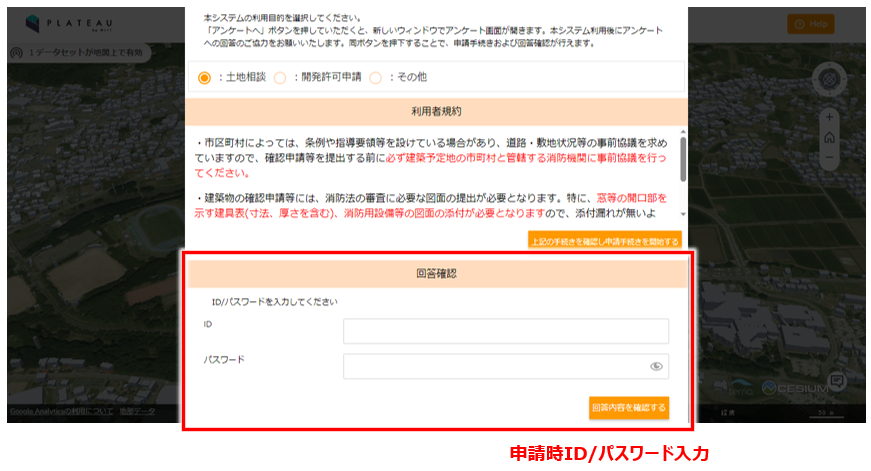 PLATEAU
by MLIT
Help
1データセットが地図上で有効
本システムの利用目的を選択してください。
「アンケートへ」ボタンを押していただくと、新しいウィンドウでアンケート画面が開きます。本システム利用後にアンケート
への回答のご協力をお願いいたします。同ボタンを押下することで、申請手続きおよび回答確認が行えます。
：土地相談 ：開発許可申請 ：その他
利用者規約
・市区町村によっては、条例や指導要領等を設けている場合があり、道路・敷地状況等の事前協議を求め
ていますので、確認申請等を提出する前に必ず建築予定地の市町村と管轄する消防機関に事前協議を行っ
てください。
・建築物の確認申請等には、消防法の審査に必要な図面の提出が必要となります。特に、窓等の開口部を
示す建具表(寸法、厚さを含む)、消防用設備等の図面の添付が必要となりますので、添付漏れが無いよ
上記の手続きを確認し申請手続きを開始する
回答確認
ID/パスワードを入力してください
ID
パスワード
回答内容を確認する
CESIUM
Google Analyticsの利用について 地形データ
50 m
申請時ID/パスワード入力